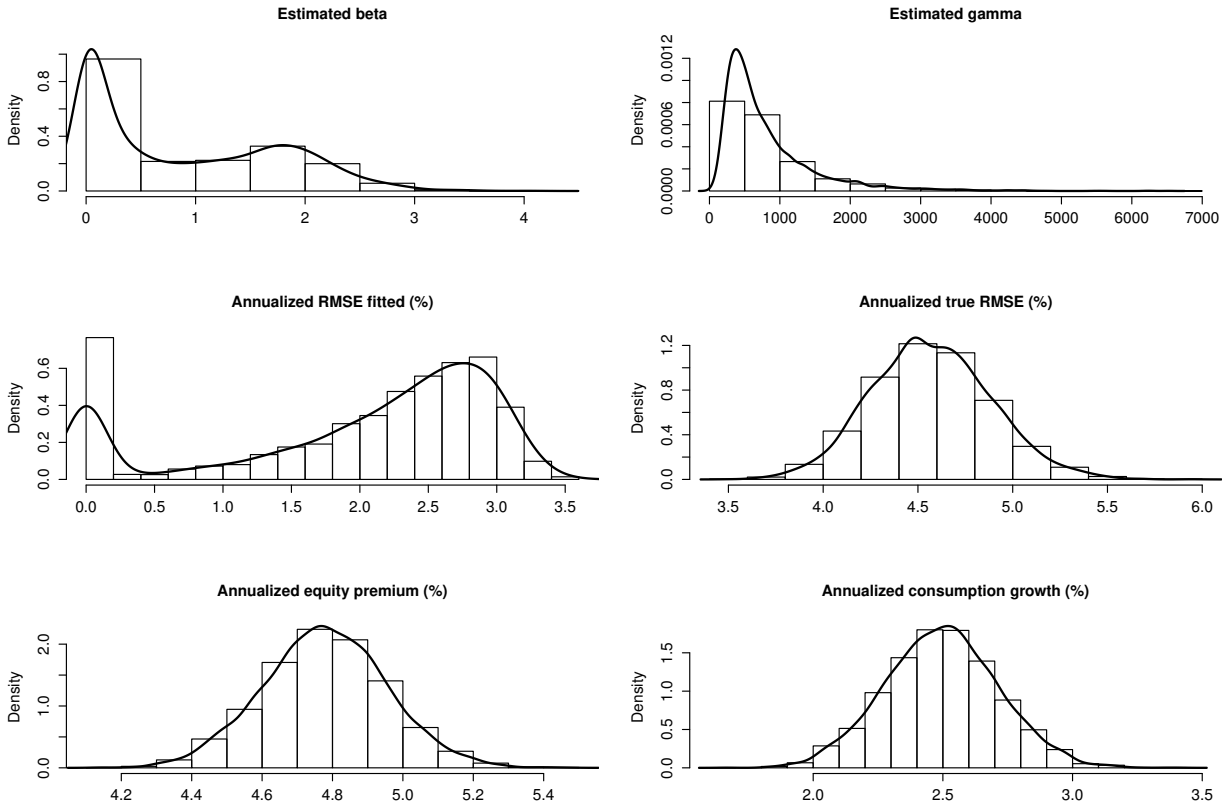 Estimated beta
Density
0.0 0.4 0.8
0 1 2 3 4
Estimated gamma
Density
0.0000 0.0006 0.0012
0 1000 2000 3000 4000 5000 6000 7000
Annualized RMSE fitted (%)
Density
0.0 0.2 0.4 0.6
0.0 0.5 1.0 1.5 2.0 2.5 3.0 3.5
Annualized true RMSE (%)
Density
0.0 0.4 0.8 1.2
3.5 4.0 4.5 5.0 5.5 6.0
Annualized equity premium (%)
Density
0.0 1.0 2.0
4.2 4.4 4.6 4.8 5.0 5.2 5.4
Annualized consumption growth (%)
Density
0.0 0.5 1.0 1.5
2.0 2.5 3.0 3.5